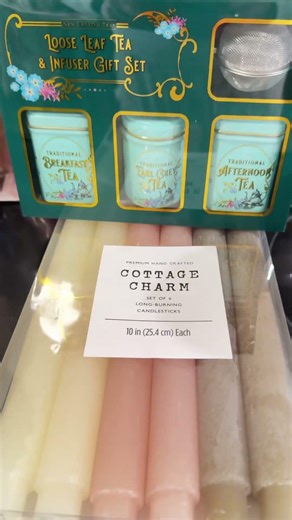 LOOSE LEAF TEA
& INFUSER GIFT SET
TRADITIONAL
BREAKFAST
TEA
TRADITIONAL
EARL GREY
TEA
TRADITIONAL
AFTERNOON
TEA
PREMIUM HAND CRAFTED
COTTAGE
CHARM
SET OF 6
LONG-BURNING
CANDLESTICKS
10 in (25.4 cm) Each